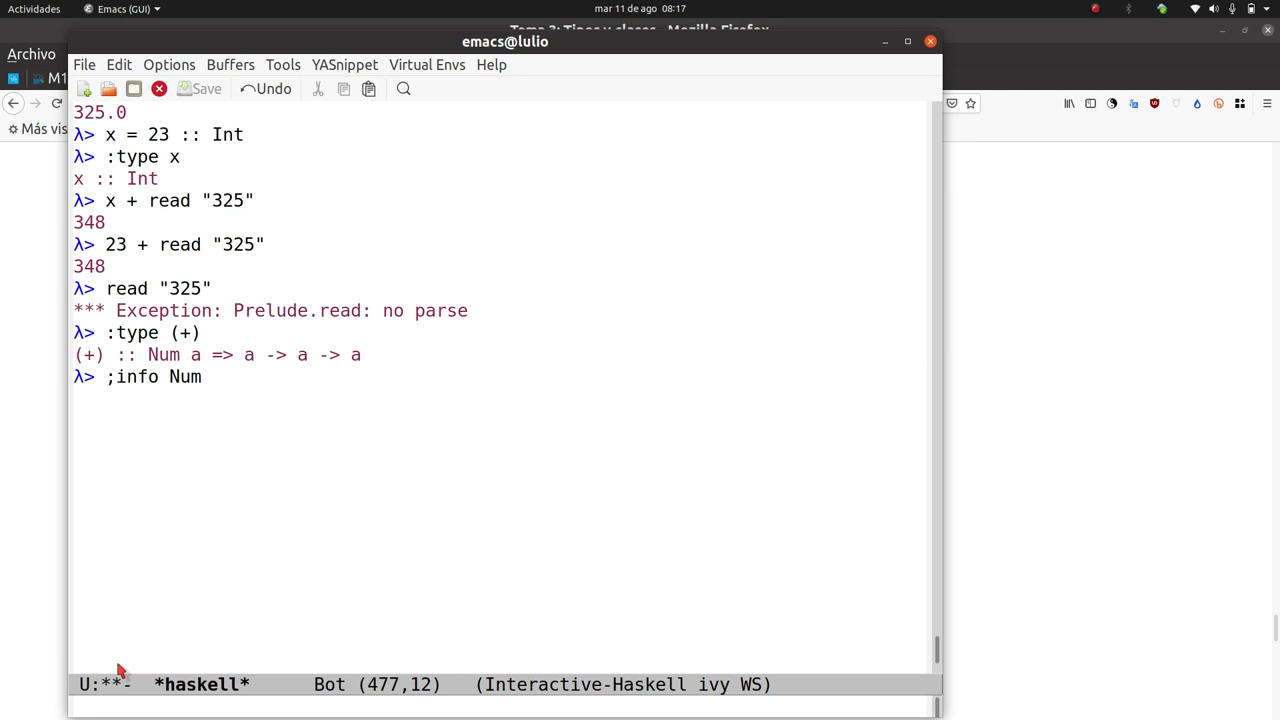 Actividades Emacs (GUI) mar 11 de ago 08:17
emacs@lulio
Archivo
File Edit Options Buffers Tools YASnippet Virtual Envs Help
M1
Save Undo
Más vis
325.0
λ> x = 23 :: Int
λ> :type x
x :: Int
λ> x + read "325"
348
λ> 23 + read "325"
348
λ> read "325"
*** Exception: Prelude.read: no parse
λ> :type (+)
(+) :: Num a => a -> a -> a
λ> ;info Num
U:**- *haskell* Bot (477,12) (Interactive-Haskell ivy WS)